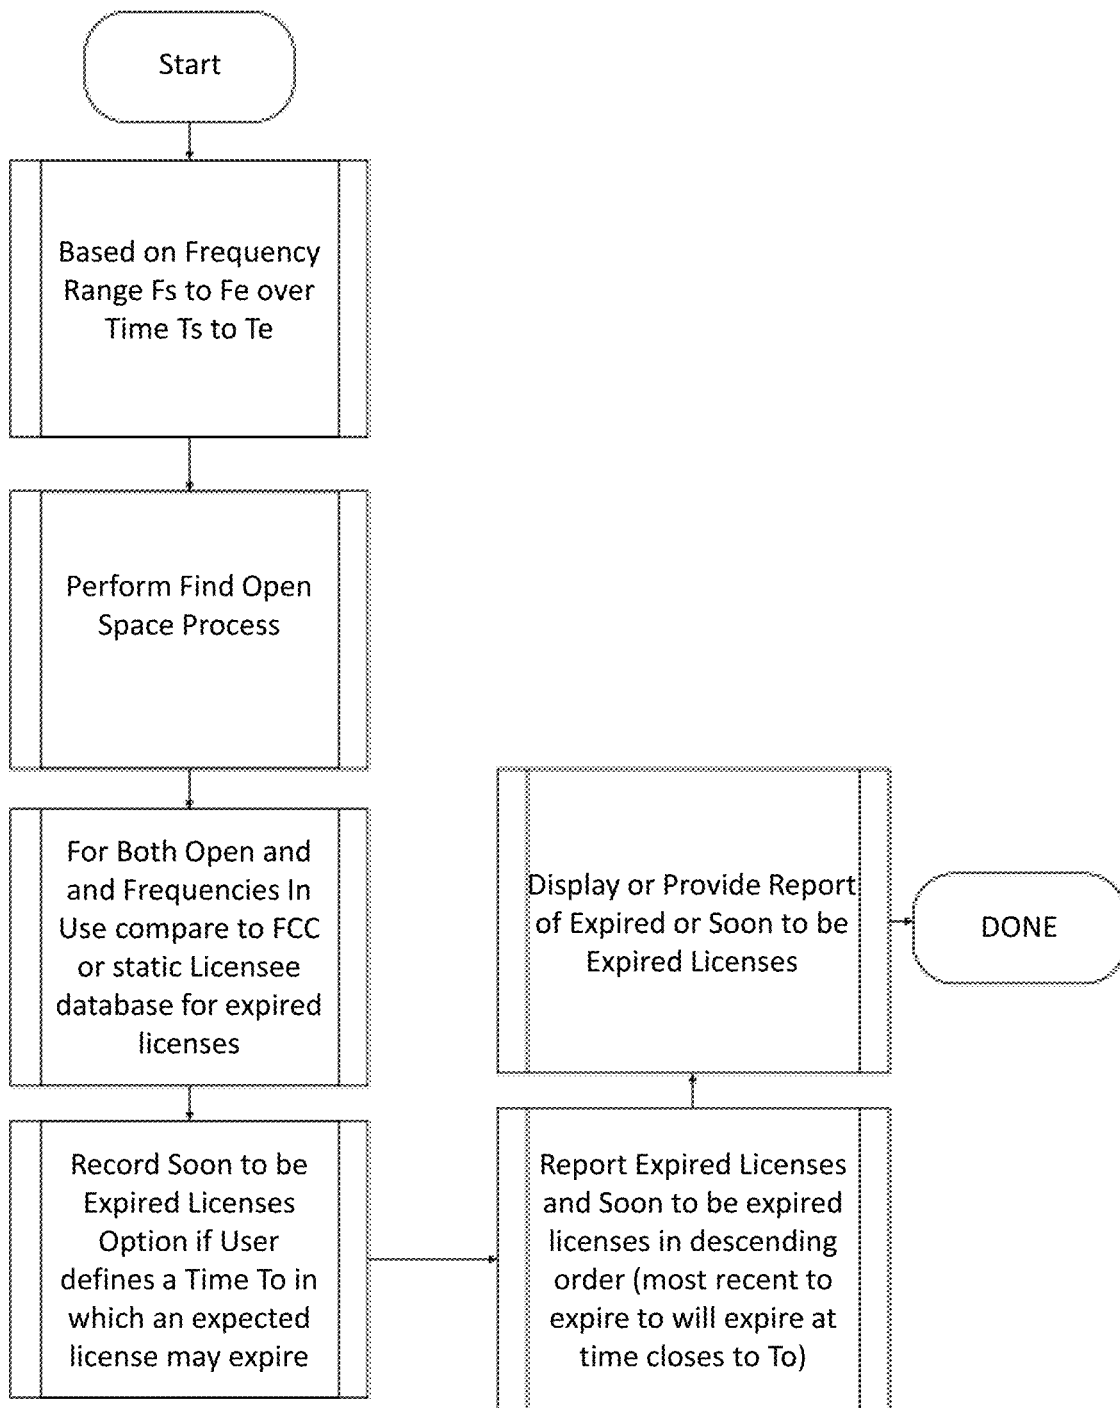 Start
Based on Frequency
Range Fs to Fe over
Time Ts to Te
Perform Find Open
Space Process
For Both Open and
and Frequencies In
Use compare to FCC
or static Licensee
database for expired
licenses
Record Soon to be
Expired Licenses
Option if User
defines a Time To in
which an expected
license may expire
Report Expired Licenses
and Soon to be expired
licenses in descending
order (most recent to
expire to will expire at
time closes to To)
Display or Provide Report
of Expired or Soon to be
Expired Licenses
DONE